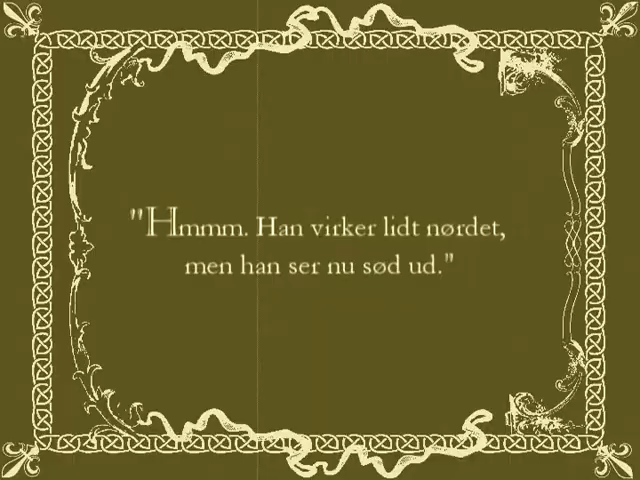 "Hmmm. Han virker lidt nørdet,
men han ser nu sød ud."